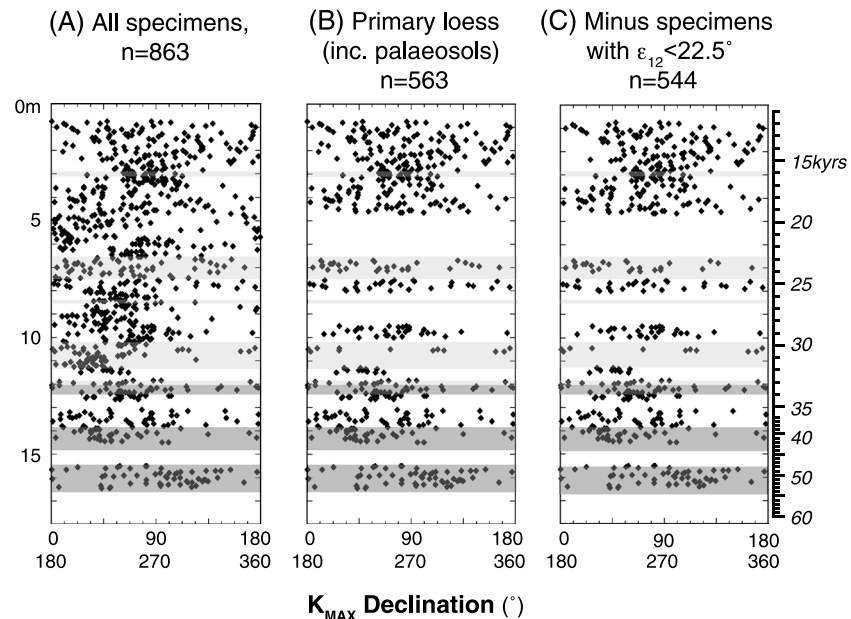 (A) All specimens,
n=863
(B) Primary loess
(inc. palaeosols)
n=563
(C) Minus specimens
with ε12<22.5°
n=544
0m
5
10
15
15kyrs
20
25
30
35
40
50
60
0 90 180
180 270 360
0 90 180
180 270 360
0 90 180
180 270 360
KMAX Declination (°)